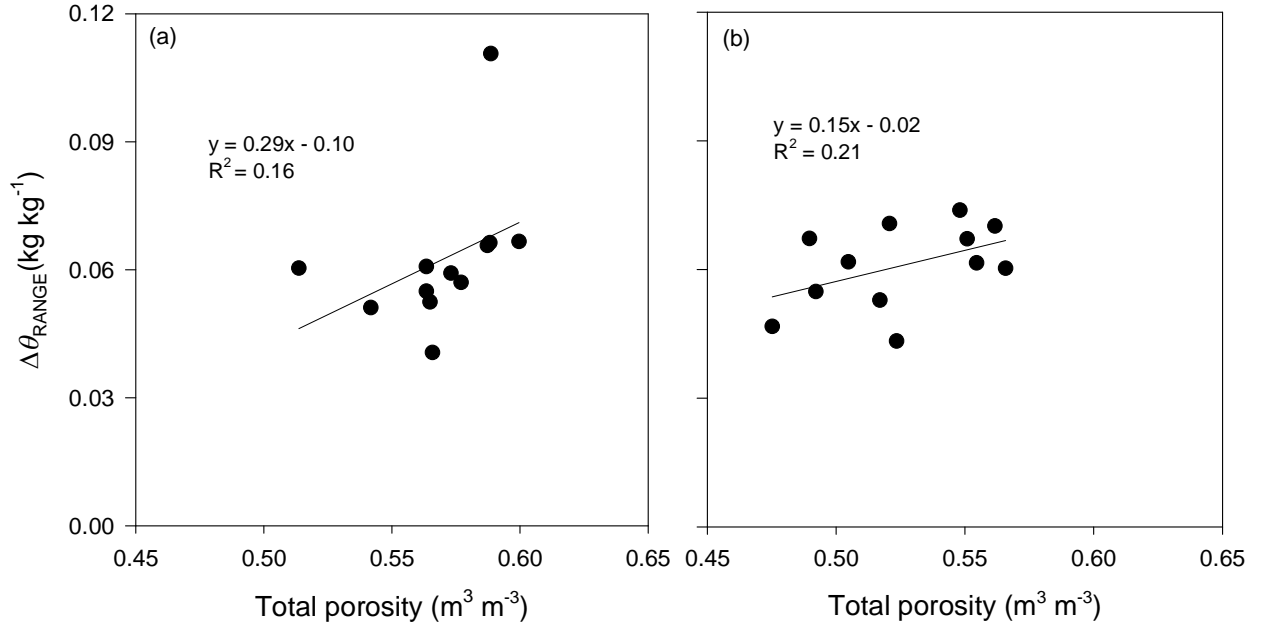 0.12
0.09
0.06
0.03
0.00
ΔθRANGE(kg kg-1)
(a)
y = 0.29x - 0.10
R2 = 0.16
0.45 0.50 0.55 0.60 0.65
Total porosity (m3 m-3)
(b)
y = 0.15x - 0.02
R2 = 0.21
0.45 0.50 0.55 0.60 0.65
Total porosity (m3 m-3)